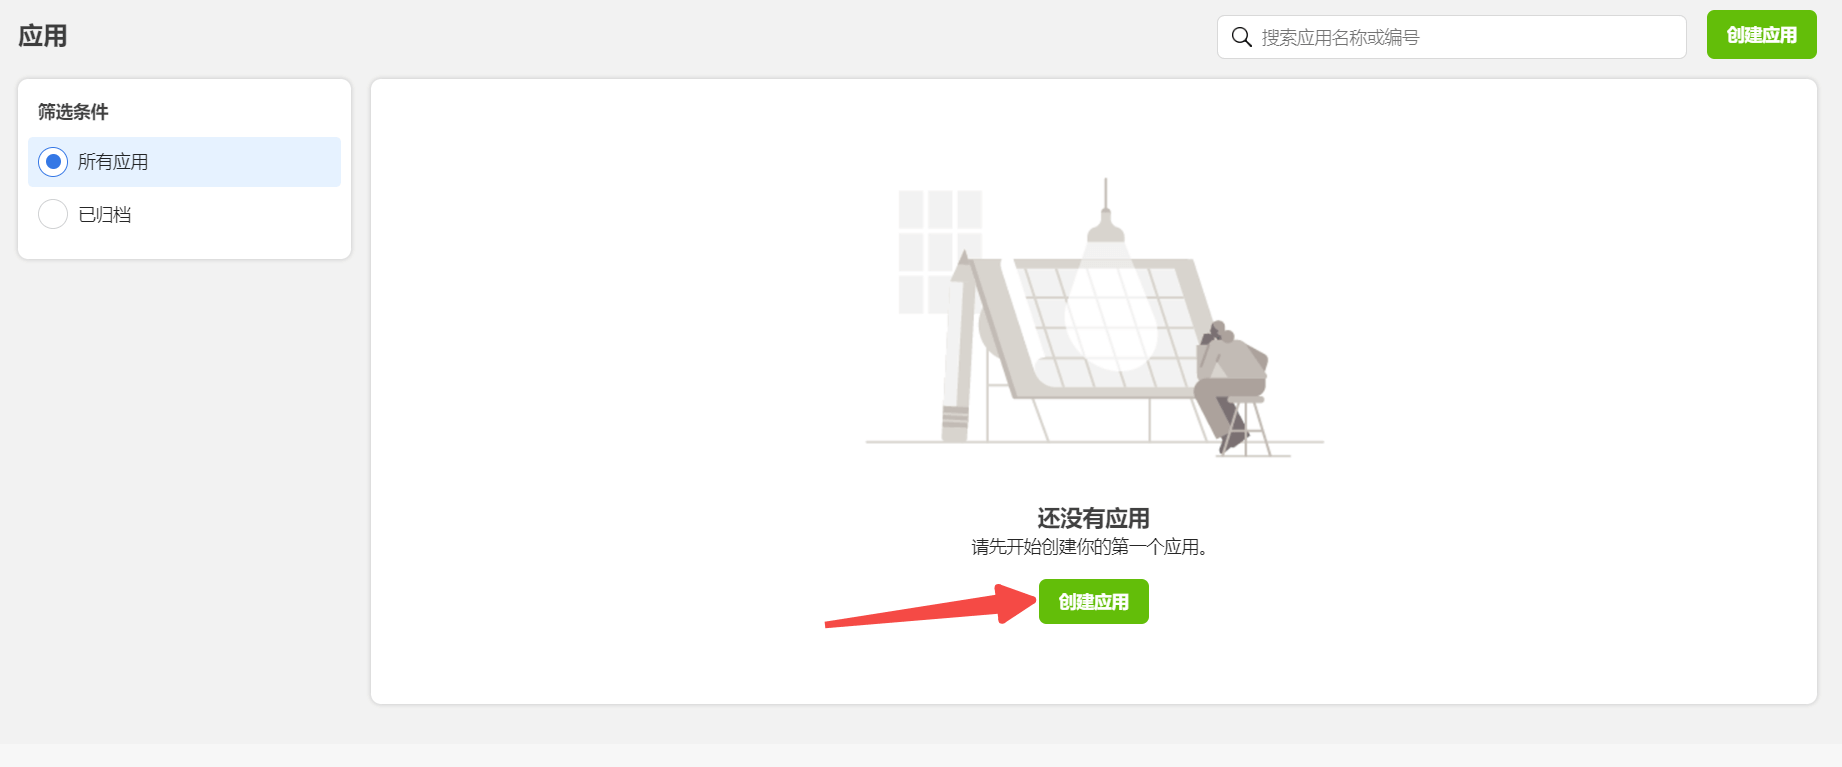 应用
搜索应用名称或编号
创建应用
筛选条件
所有应用
已归档
还没有应用
请先开始创建你的第一个应用。
创建应用